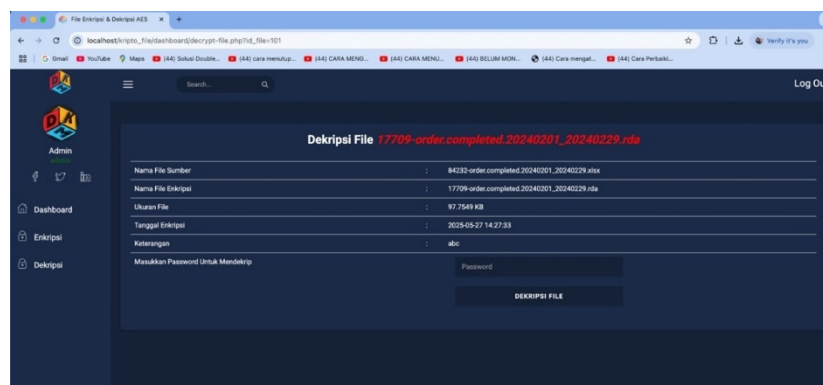 File Enkripsi & Dekripsi AES
localhost/kripto_file/dashboard/decrypt-file.php?id_file=101
Verify it's you
Gmail YouTube Maps (44) Solusi Double... (44) cara menutup... (44) CARA MENG... (44) CARA MENU... (44) BELUM MON... (44) Cara mengat... (44) Cara Perbaiki...
Search..
Log Ou
DKA
Admin
admin
Dashboard
Enkripsi
Dekripsi
Dekripsi File 17709-order.completed.20240201_20240229.rda
Nama File Sumber : 84232-order.completed.20240201_20240229.xlsx
Nama File Enkripsi : 17709-order.completed.20240201_20240229.rda
Ukuran File : 97.7549 KB
Tanggal Enkripsi : 2025-05-27 14:27:33
Keterangan : abc
Masukkan Password Untuk Mendekrip
Password
DEKRIPSI FILE